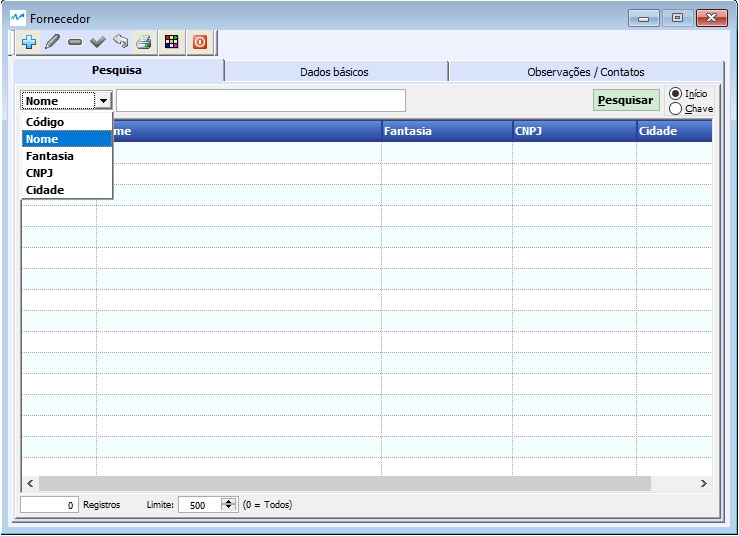 Fornecedor
Pesquisa Dados básicos Observações / Contatos
Nome Pesquisar Início
Chave
Código
Nome
Fantasia
CNPJ
Cidade
me Fantasia CNPJ Cidade
0 Registros Limite: 500 (0 = Todos)